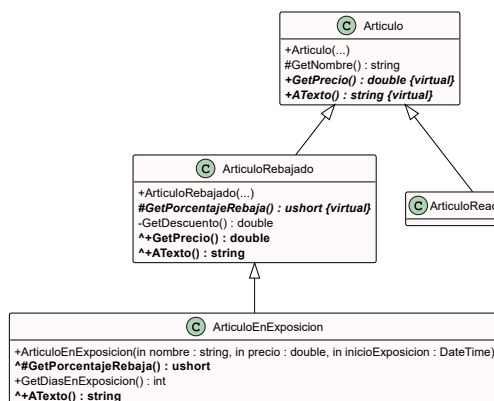 C Articulo
+Articulo(...)
#GetNombre() : string
+GetPrecio() : double {virtual}
+ATexto() : string {virtual}
C ArticuloRebajado
+ArticuloRebajado(...)
#GetPorcentajeRebaja() : ushort {virtual}
-GetDescuento() : double
^+GetPrecio() : double
^+ATexto() : string
C ArticuloReac
C ArticuloEnExposicion
+ArticuloEnExposicion(in nombre : string, in precio : double, in inicioExposicion : DateTime)
^#GetPorcentajeRebaja() : ushort
+GetDiasEnExposicion() : int
^+ATexto() : string